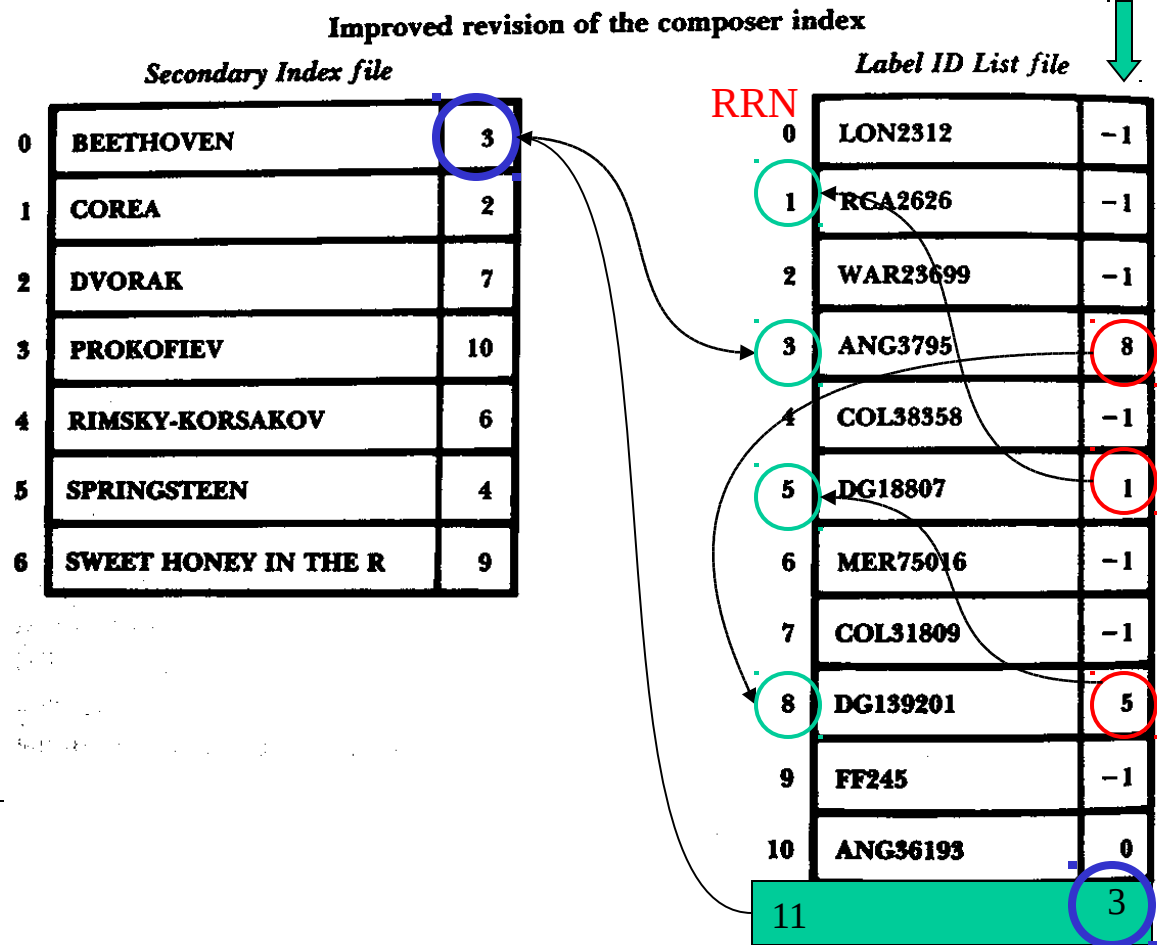 Improved revision of the composer index
Secondary Index file
Label ID List file
RRN
0 BEETHOVEN 3
1 COREA 2
2 DVORAK 7
3 PROKOFIEV 10
4 RIMSKY-KORSAKOV 6
5 SPRINGSTEEN 4
6 SWEET HONEY IN THE R 9
0 LON2312 −1
1 RCA2626 −1
2 WAR23699 −1
3 ANG3795 8
4 COL38358 −1
5 DG18807 1
6 MER75016 −1
7 COL31809 −1
8 DG139201 5
9 FF245 −1
10 ANG36193 0
11 3